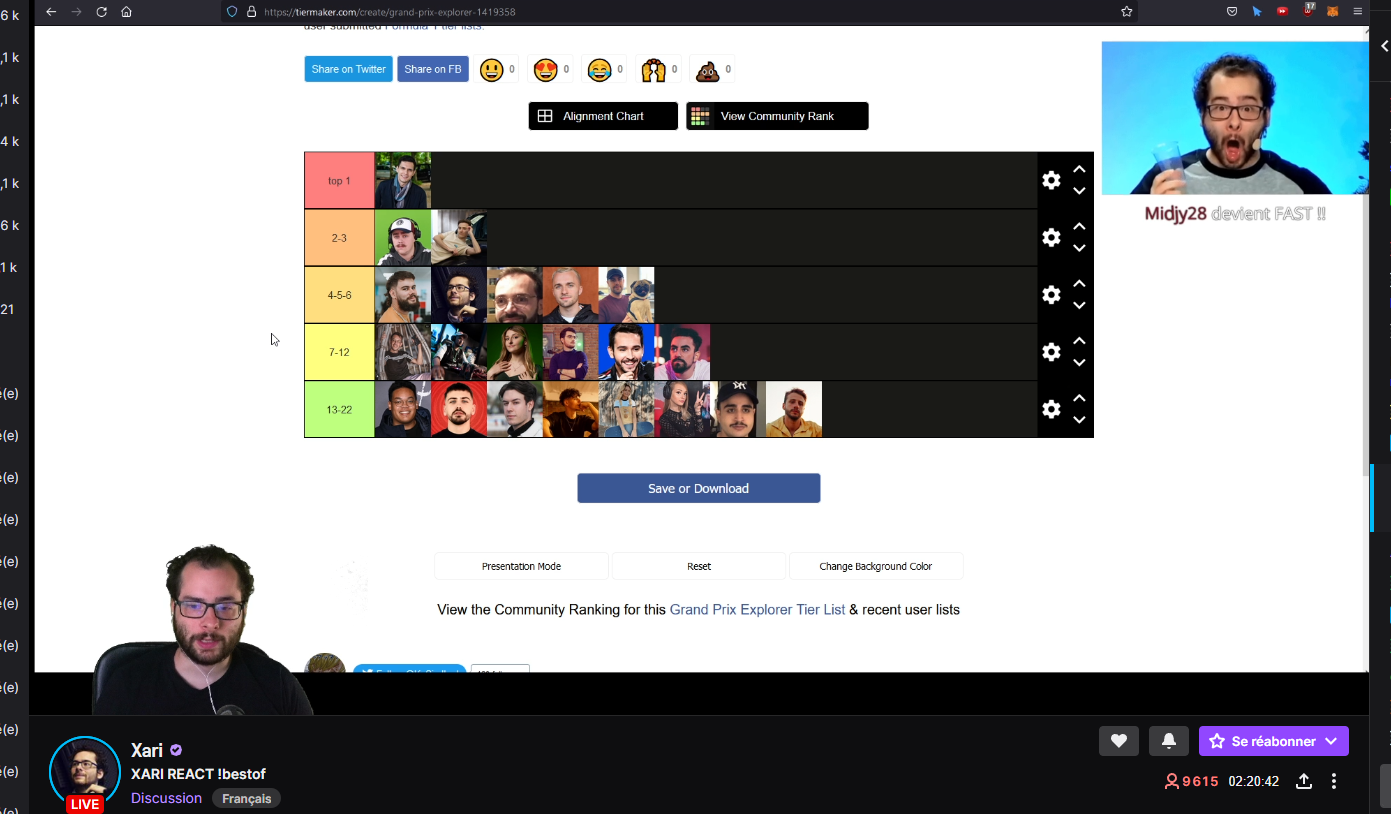 6 k
,1 k
,1 k
4 k
,1 k
6 k
1 k
21
e(e)
e(e)
e(e)
e(e)
e(e)
e(e)
e(e)
e(e)
e(e)
e(e)
https://tiermaker.com/create/grand-prix-explorer-1419358
17
user submitted Formula 1 tier lists.
Share on Twitter
Share on FB
0
0
0
0
0
Alignment Chart
View Community Rank
Midjy28 devient FAST !!
top 1
2-3
4-5-6
7-12
13-22
Save or Download
Presentation Mode
Reset
Change Background Color
View the Community Ranking for this Grand Prix Explorer Tier List & recent user lists
Xari
XARI REACT !bestof
Discussion
Français
LIVE
Se réabonner
9 615
02:20:42